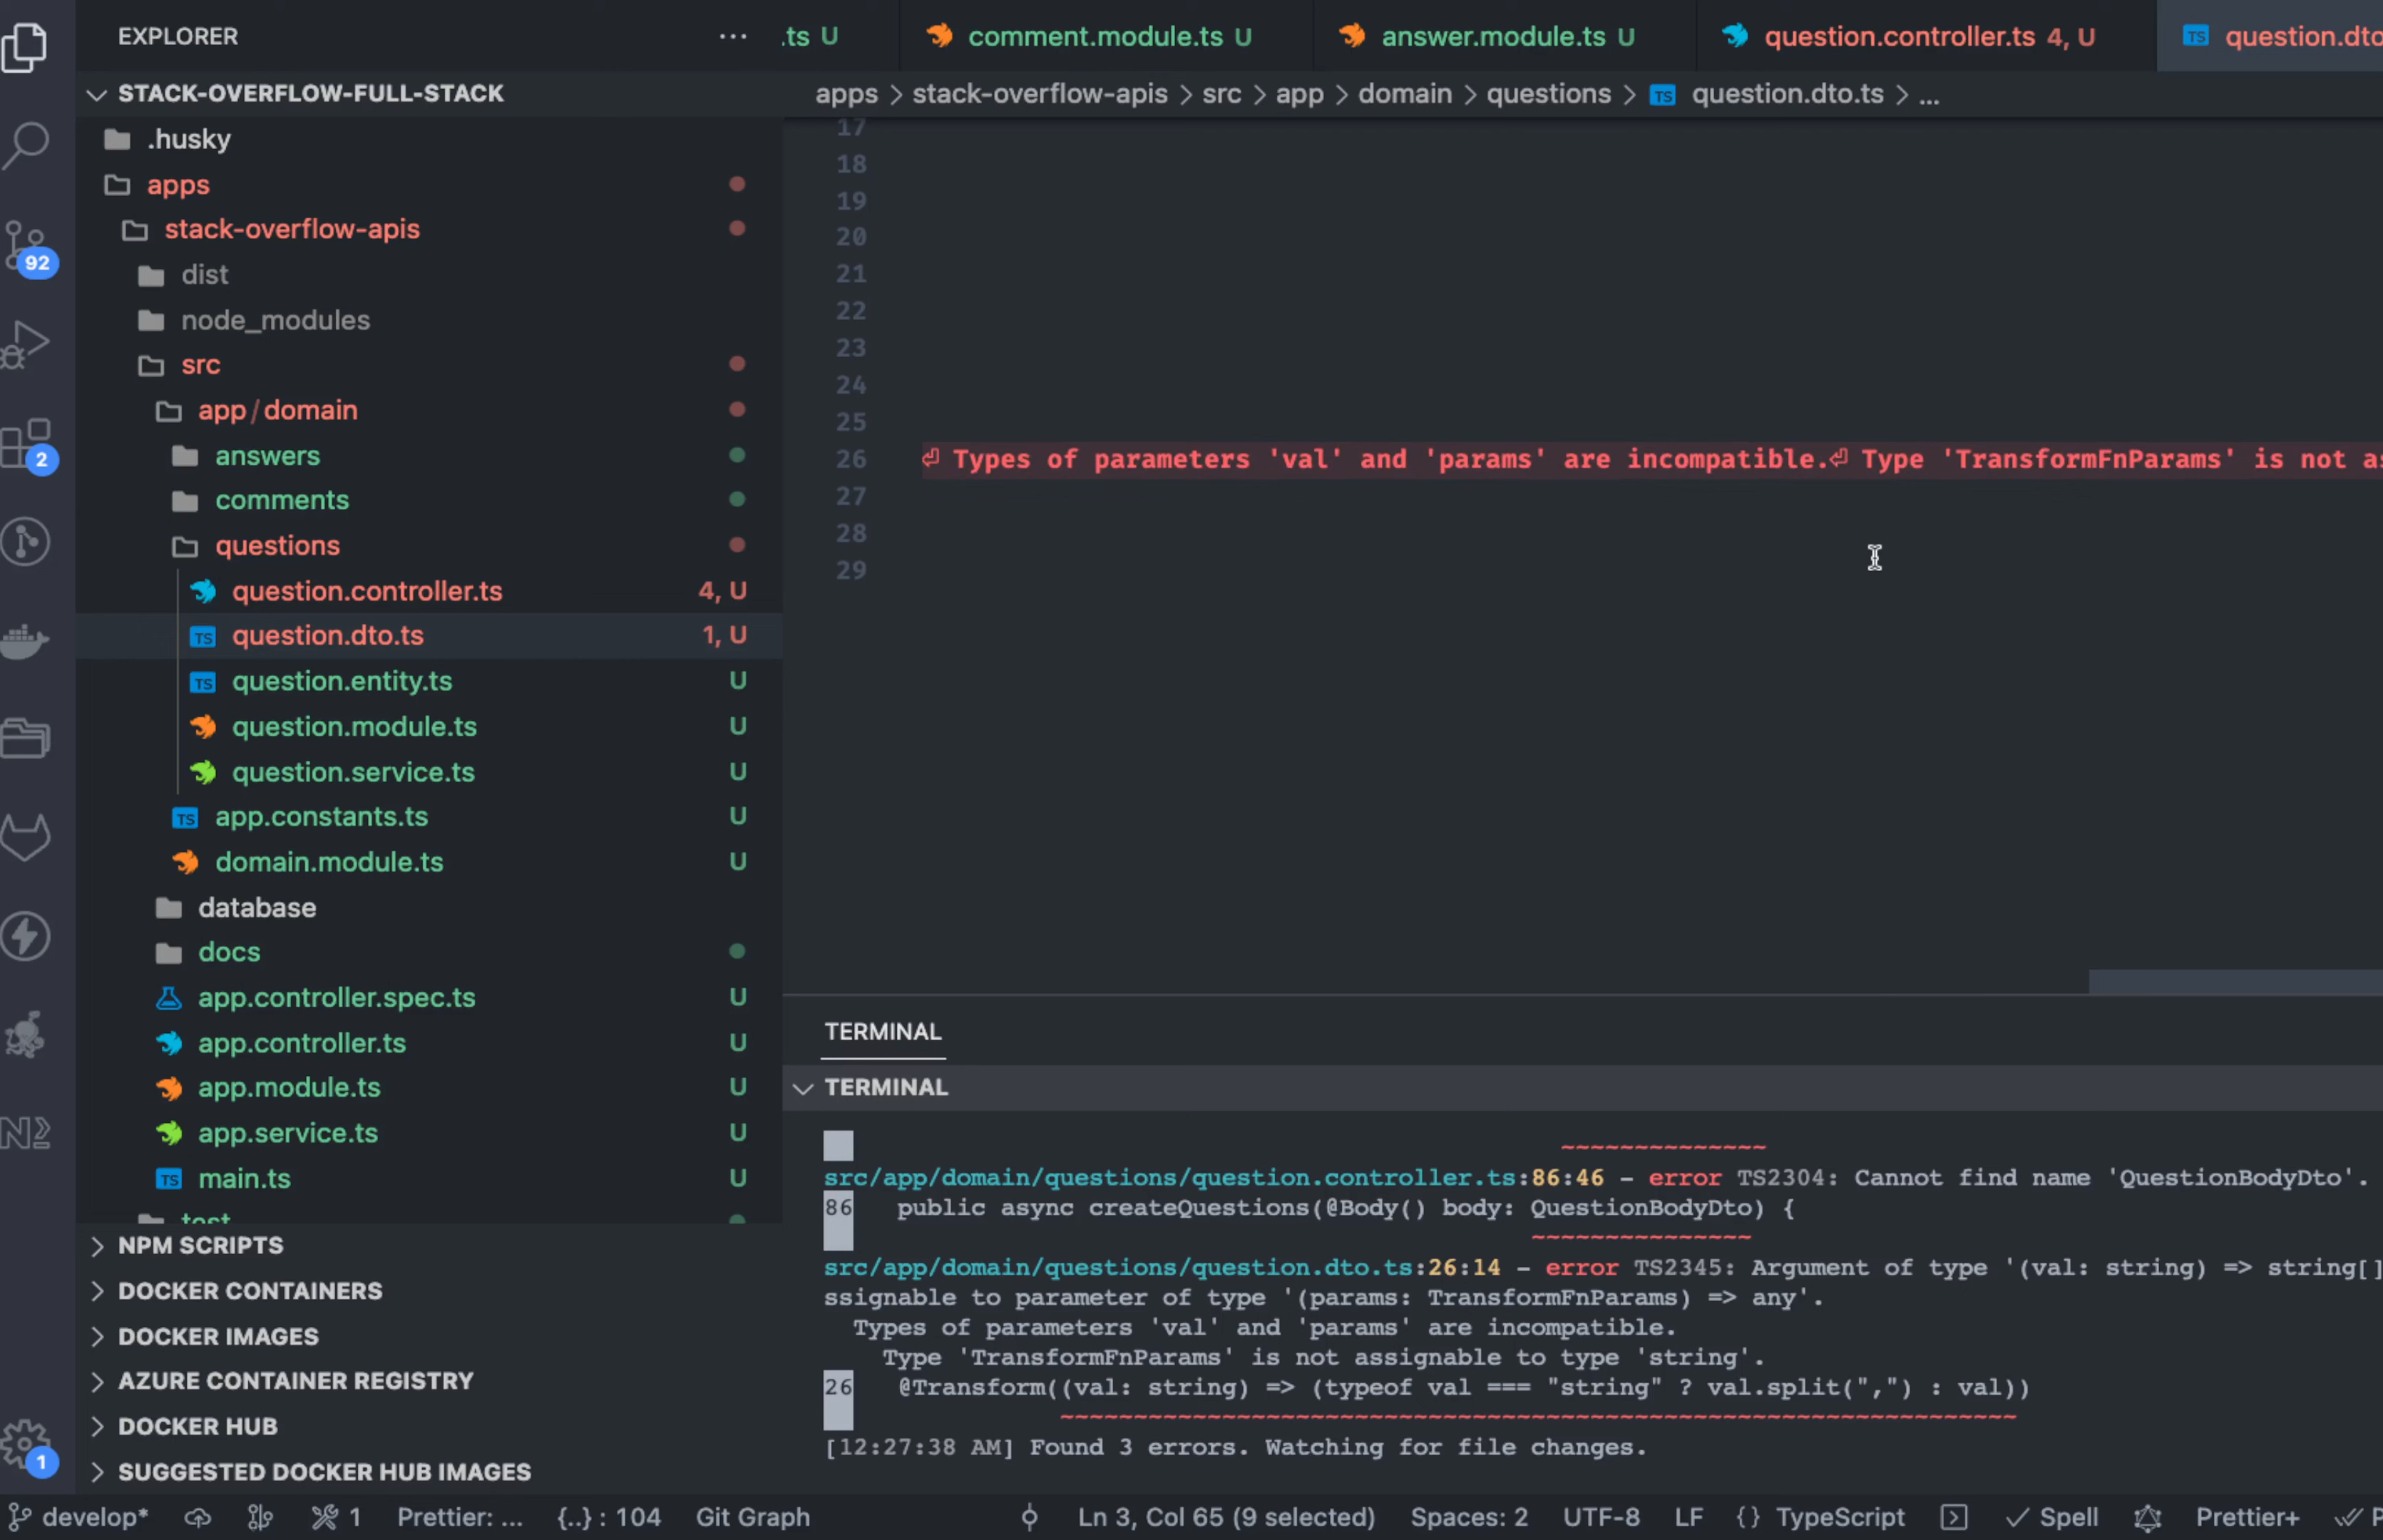 EXPLORER
.ts U
comment.module.ts U
answer.module.ts U
question.controller.ts 4, U
TS question.dto
STACK-OVERFLOW-FULL-STACK
apps > stack-overflow-apis > src > app > domain > questions > TS question.dto.ts > ...
.husky
apps
stack-overflow-apis
92
dist
node_modules
src
app / domain
answers
2
comments
questions
question.controller.ts 4, U
TS question.dto.ts 1, U
TS question.entity.ts U
question.module.ts U
question.service.ts U
TS app.constants.ts U
domain.module.ts U
database
docs
app.controller.spec.ts U
app.controller.ts U
app.module.ts U
app.service.ts U
TS main.ts U
test
NPM SCRIPTS
DOCKER CONTAINERS
DOCKER IMAGES
AZURE CONTAINER REGISTRY
DOCKER HUB
1
SUGGESTED DOCKER HUB IMAGES
17
18
19
20
21
22
23
24
25
26 ⏎ Types of parameters 'val' and 'params' are incompatible.⏎ Type 'TransformFnParams' is not
27
28
29
TERMINAL
TERMINAL
~~~~~~~~~~~~~~
src/app/domain/questions/question.controller.ts:86:46 - error TS2304: Cannot find name 'QuestionBodyDto'.
86 public async createQuestions(@Body() body: QuestionBodyDto) {
~~~~~~~~~~~~~~~
src/app/domain/questions/question.dto.ts:26:14 - error TS2345: Argument of type '(val: string) => string[]
ssignable to parameter of type '(params: TransformFnParams) => any'.
Types of parameters 'val' and 'params' are incompatible.
Type 'TransformFnParams' is not assignable to type 'string'.
26 @Transform((val: string) => (typeof val === "string" ? val.split(",") : val))
~~~~~~~~~~~~~~~~~~~~~~~~~~~~~~~~~~~~~~~~~~~~~~~~~~~~~~~~~~~~~~~~~
[12:27:38 AM] Found 3 errors. Watching for file changes.
develop* 1 Prettier: ... {..} : 104 Git Graph Ln 3, Col 65 (9 selected) Spaces: 2 UTF-8 LF {} TypeScript Spell Prettier+